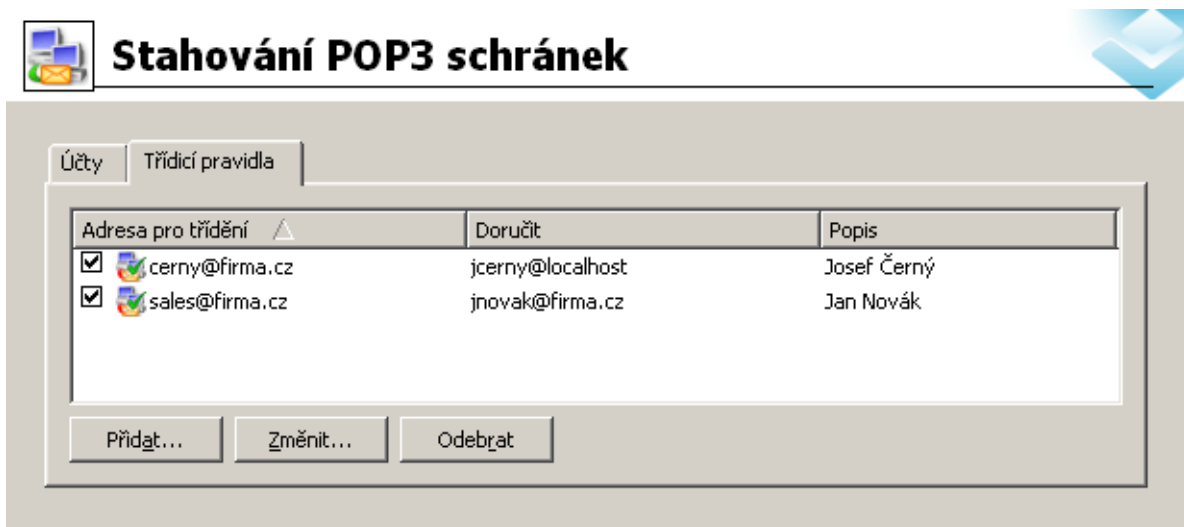 Stahování POP3 schránek
Účty Třídicí pravidla
Adresa pro třídění Doručit Popis
cerny@firma.cz jcerny@localhost Josef Černý
sales@firma.cz jnovak@firma.cz Jan Novák
Přidat... Změnit... Odebrat